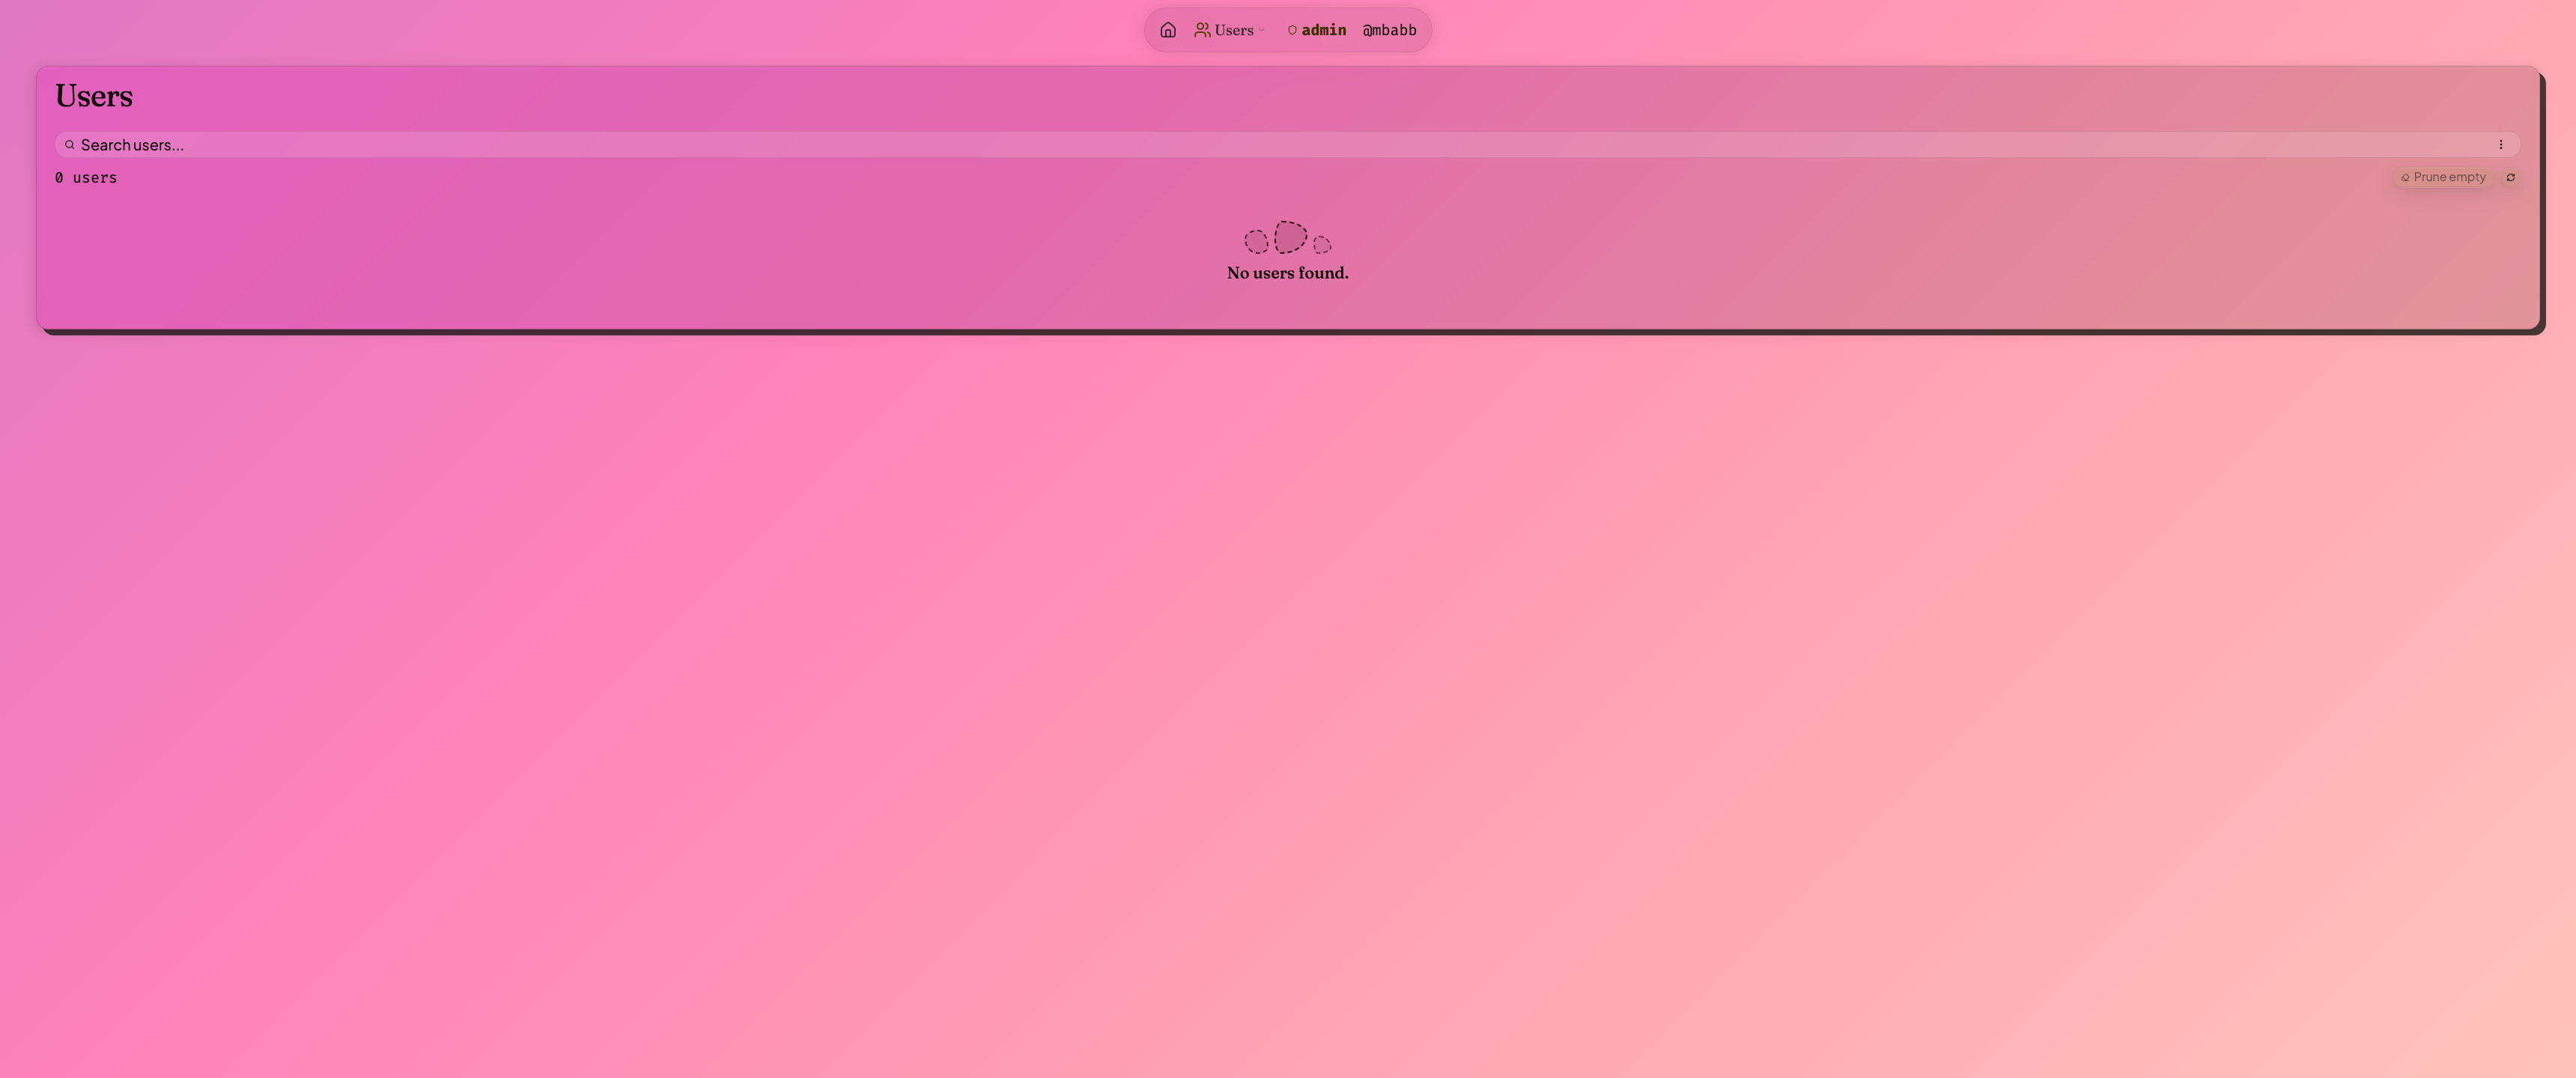 Users admin @mbabb
Users
Search users...
0 users
Prune empty
No users found.